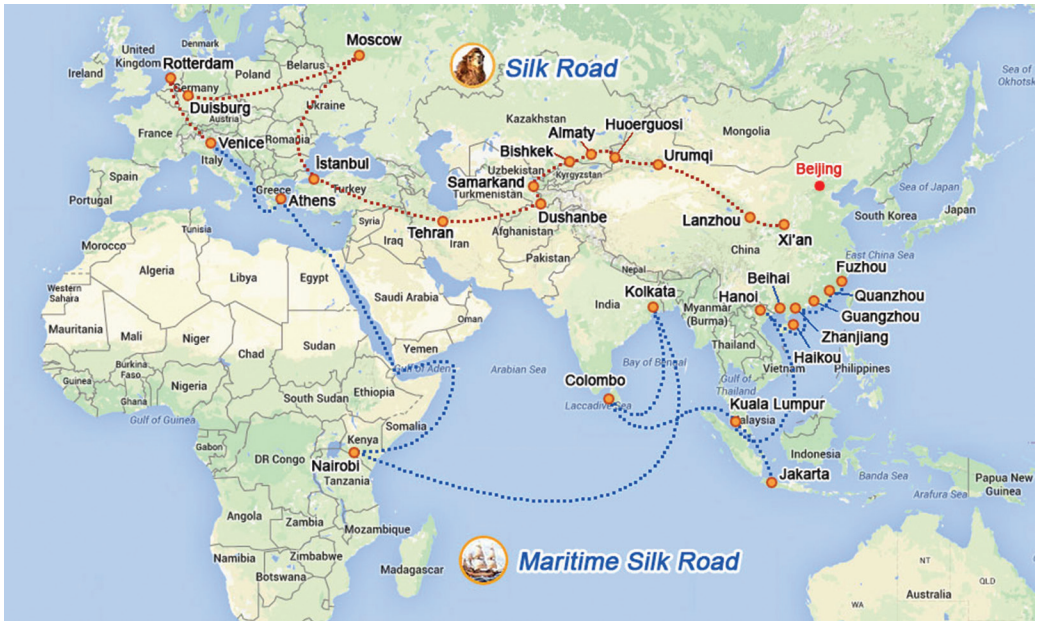 Moscow
Silk Road
Denmark
United
Kingdom
Rotterdam
Ireland
Belarus
Poland
Sea of
Okhotsk
Germany
Duisburg
Ukraine
Austria
Kazakhstan
Huoerguosi
Mongolia
France
Almaty
Venice
Romania
Bishkek
Urumqi
Italy
İstanbul
Uzbekistan
Kyrgyzstan
Beijing
Spain
Samarkand
Turkmenistan
Sea of Japan
Greece
Turkey
Portugal
Athens
Japan
South Korea
Dushanbe
Lanzhou
Tunisia
Syria
Tehran
Afghanistan
Xi'an
Iraq
Iran
China
Morocco
Pakistan
East China Sea
Algeria
Libya
Egypt
Nepal
Beihai
Fuzhou
Western
Sahara
Kolkata
Hanoi
Quanzhou
Saudi Arabia
India
Myanmar
(Burma)
Guangzhou
Oman
Mauritania
Mali
Niger
Zhanjiang
Chad
Sudan
Yemen
Thailand
Haikou
Burkina
Faso
Gulf of Aden
Arabian Sea
Bay of Bengal
Vietnam
Philippines
Guinea
Nigeria
Ethiopia
Colombo
Gulf of
Thailand
Ghana
South Sudan
Laccadive Sea
Kuala Lumpur
Gulf of Guinea
Somalia
Malaysia
Gabon
Kenya
Indonesia
DR Congo
Nairobi
Jakarta
Banda Sea
Papua New
Guinea
Tanzania
Arafura Sea
Angola
Zambia
Mozambique
Namibia
Zimbabwe
Maritime Silk Road
NT
Botswana
Madagascar
QLD
Australia
WA